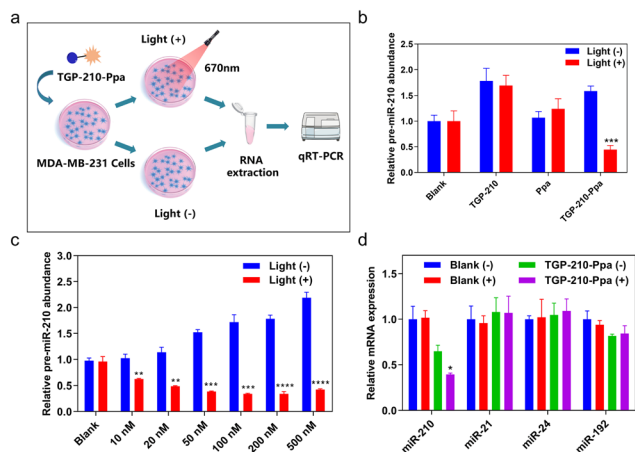 a
Light (+)
TGP-210-Ppa
670nm
MDA-MB-231 Cells
RNA
extraction
qRT-PCR
Light (-)
b
Relative pre-miR-210 abundance
2.5
2.0
1.5
1.0
0.5
0.0
Light (-)
Light (+)
***
Blank
TGP-210
Ppa
TGP-210-Ppa
c
Relative pre-miR-210 abundance
3.0
2.5
2.0
1.5
1.0
0.5
0.0
Light (-)
Light (+)
**
**
***
***
****
****
Blank
10 nM
20 nM
50 nM
100 nM
200 nM
500 nM
d
Relative mRNA expression
1.5
1.0
0.5
0.0
Blank (-)
TGP-210-Ppa (-)
Blank (+)
TGP-210-Ppa (+)
*
miR-210
miR-21
miR-24
miR-192